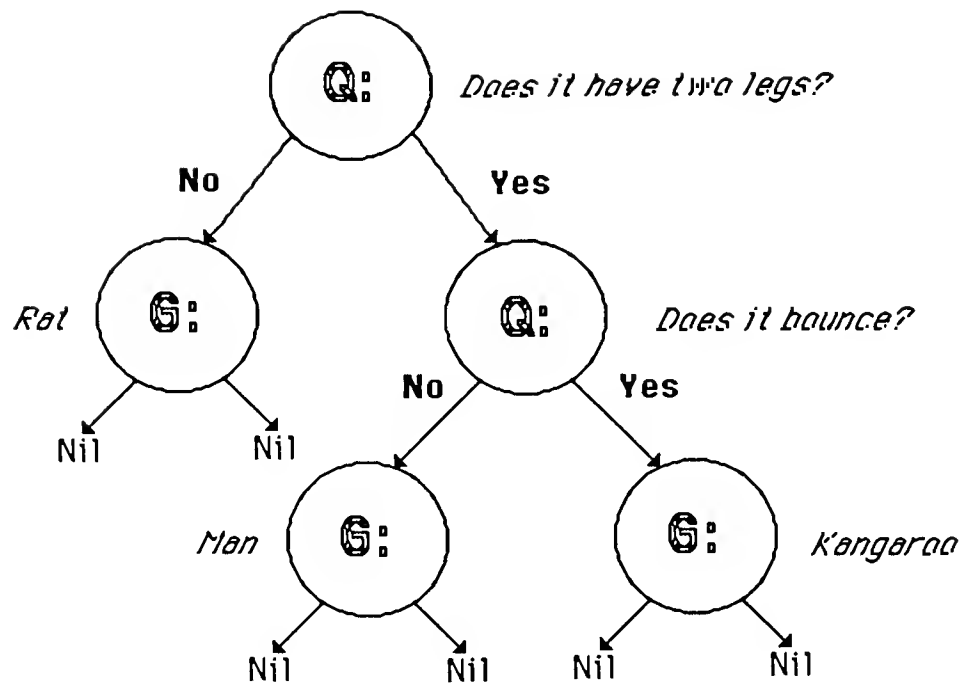 Q: Does it have two legs?
No Yes
Rat G: Q: Does it bounce?
No Yes
Nil Nil
Man G: G: Kangaroo
Nil Nil Nil Nil